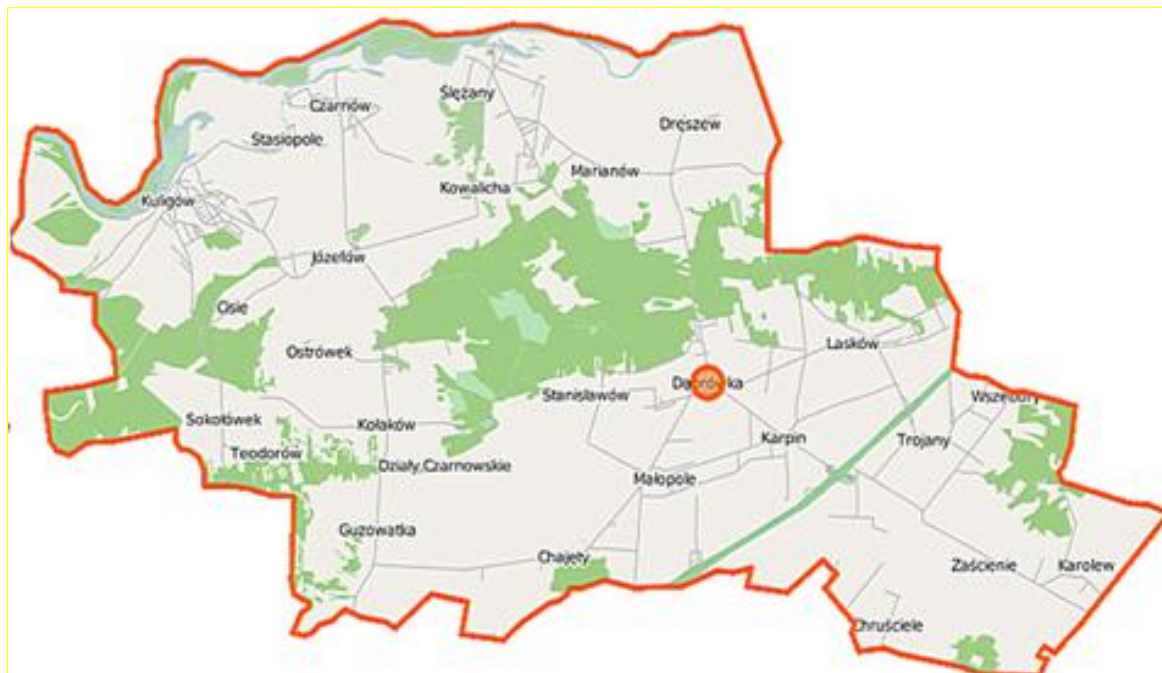 Ślężany
Czarnów
Dręszew
Stasiopole
Marianów
Kowalicha
Kuligów
Józefów
Osie
Lasków
Ostrówek
Dąbrówka
Stanisławów
Wszebory
Sokołówek
Kołaków
Karpin
Trojany
Teodorów
Działy Czarnowskie
Małopole
Guzowatka
Chajęty
Zaścienie
Karolew
Chruściele